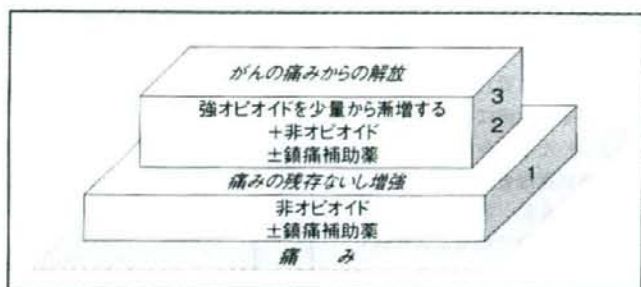 がんの痛みからの解放
強オピオイドを少量から漸増する
+非オピオイド
±鎮痛補助薬
3
2
痛みの残存ないし増強
1
非オピオイド
±鎮痛補助薬
痛 み